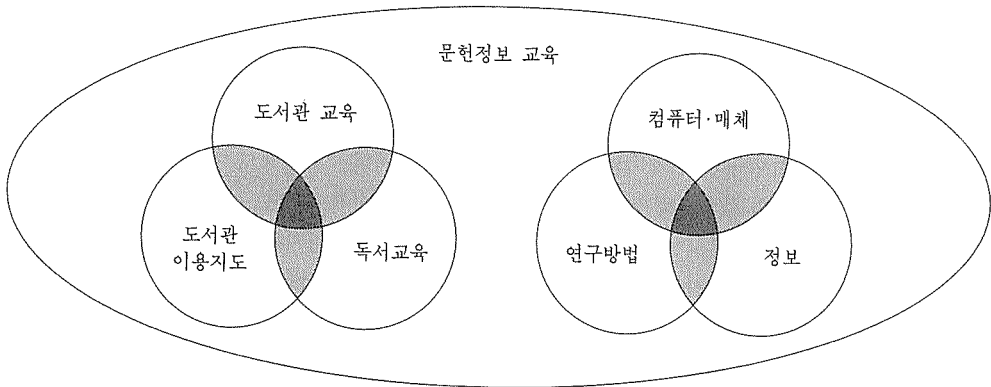 문헌정보 교육
도서관 교육
컴퓨터·매체
도서관
이용지도
독서교육
연구방법
정보